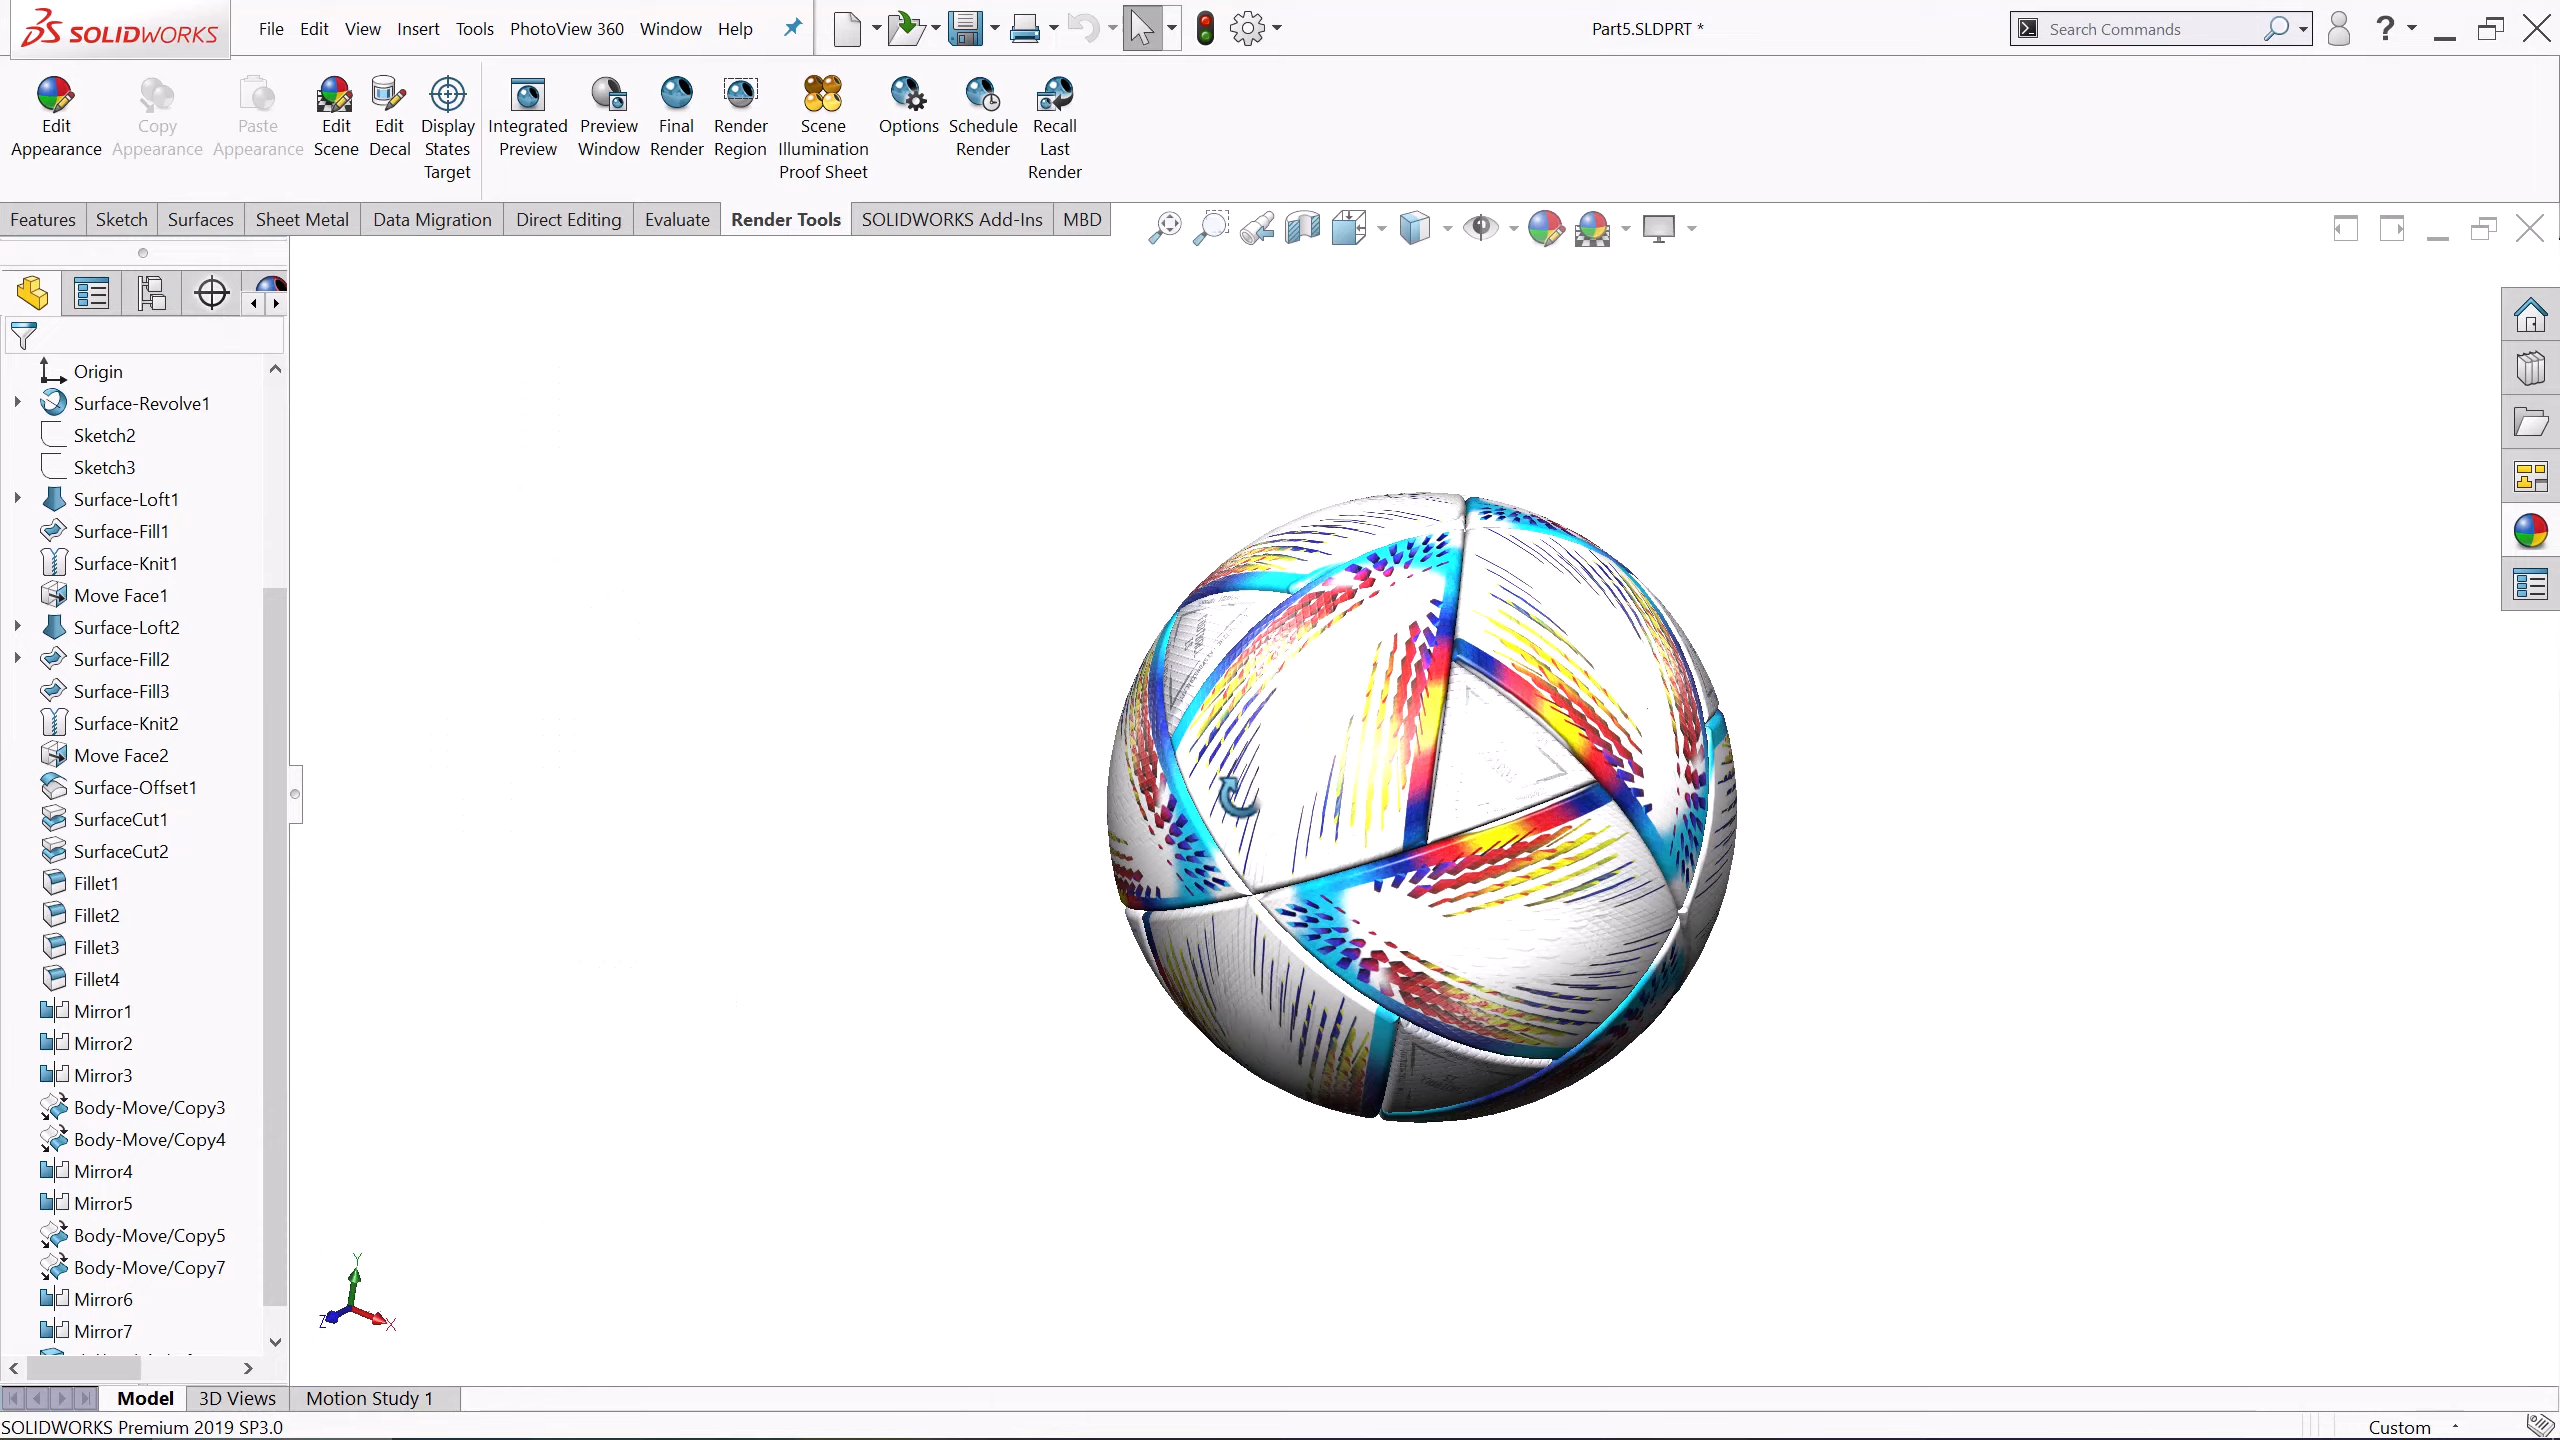 SOLIDWORKS
File Edit View Insert Tools PhotoView 360 Window Help
Part5.SLDPRT *
Search Commands
?
Edit Appearance
Copy Appearance
Paste Appearance
Edit Scene
Edit Decal
Display States Target
Integrated Preview
Preview Window
Final Render
Render Region
Scene Illumination Proof Sheet
Options
Schedule Render
Recall Last Render
Features Sketch Surfaces Sheet Metal Data Migration Direct Editing Evaluate Render Tools SOLIDWORKS Add-Ins MBD
Origin
Surface-Revolve1
Sketch2
Sketch3
Surface-Loft1
Surface-Fill1
Surface-Knit1
Move Face1
Surface-Loft2
Surface-Fill2
Surface-Fill3
Surface-Knit2
Move Face2
Surface-Offset1
SurfaceCut1
SurfaceCut2
Fillet1
Fillet2
Fillet3
Fillet4
Mirror1
Mirror2
Mirror3
Body-Move/Copy3
Body-Move/Copy4
Mirror4
Mirror5
Body-Move/Copy5
Body-Move/Copy7
Mirror6
Mirror7
Y
Z
X
Model 3D Views Motion Study 1
SOLIDWORKS Premium 2019 SP3.0
Custom